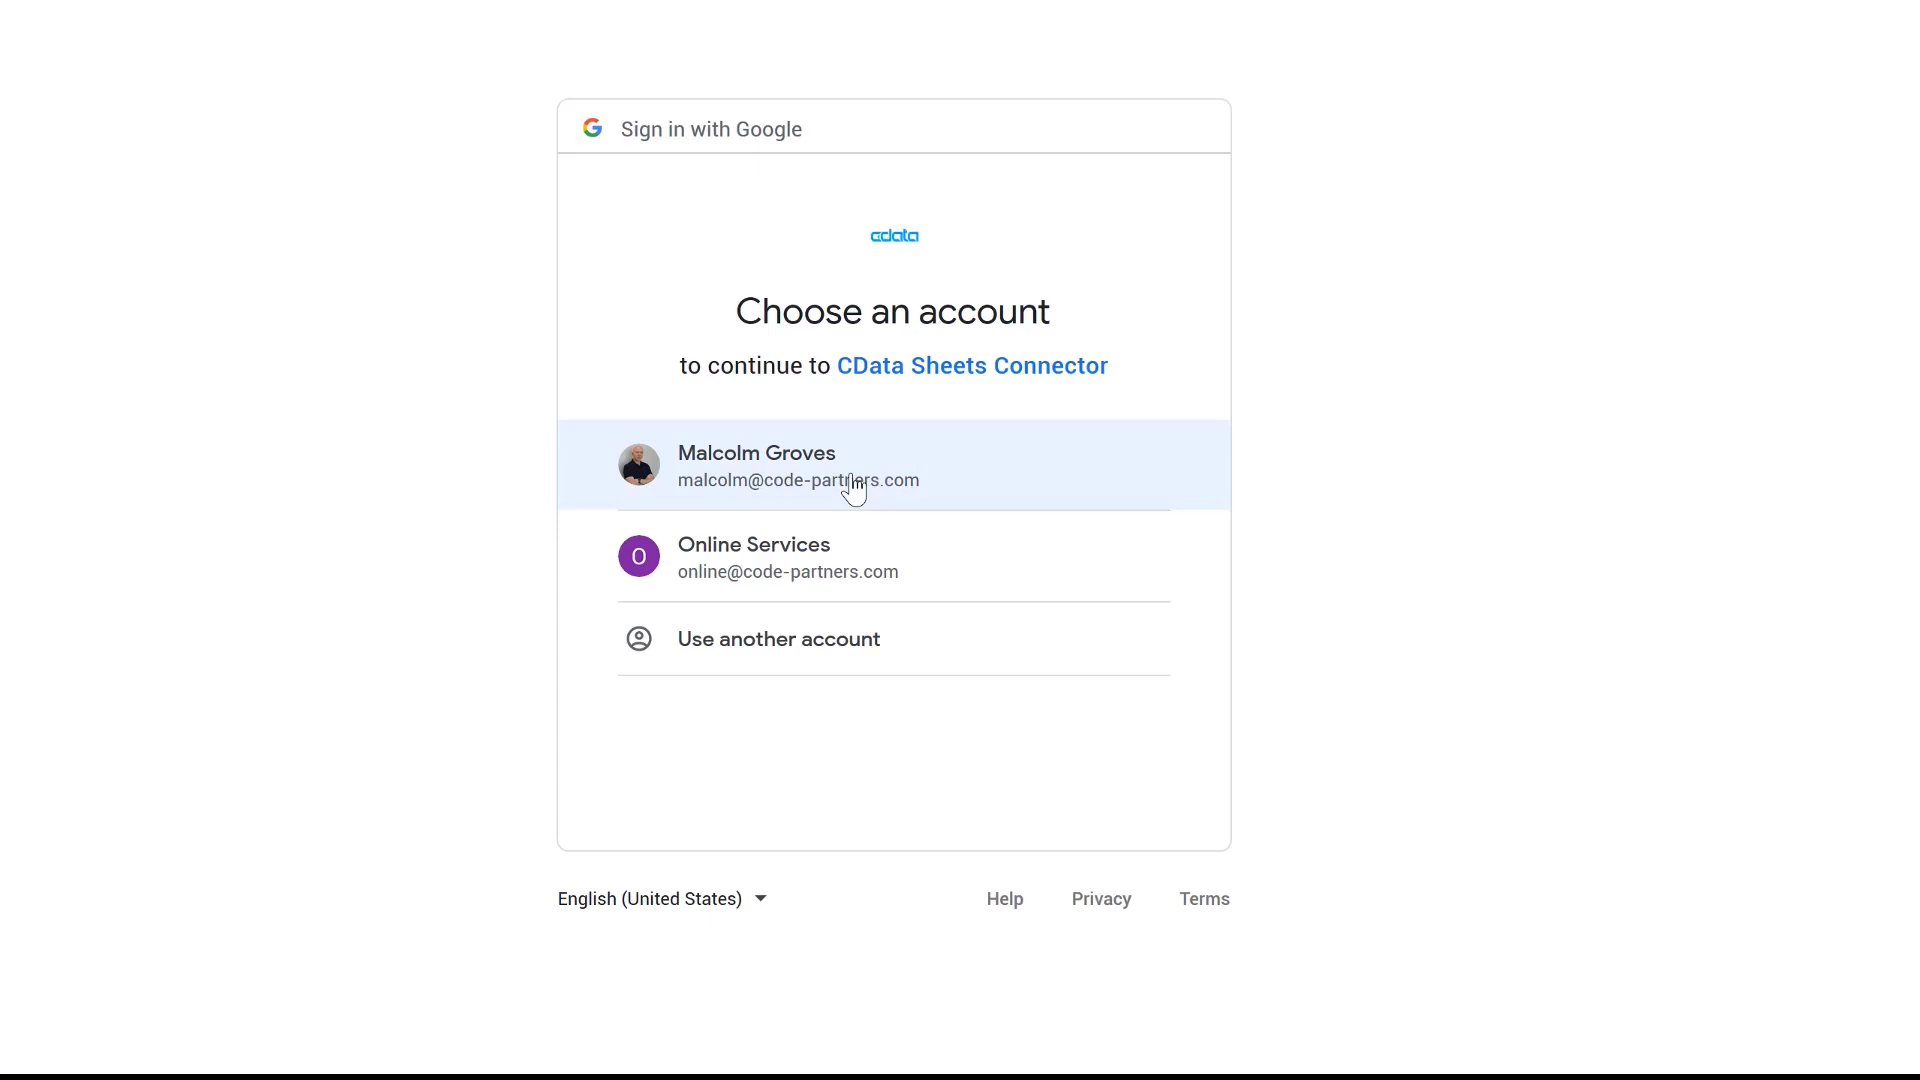 Sign in with Google
cdata
Choose an account
to continue to CData Sheets Connector
Malcolm Groves
malcolm@code-partners.com
O
Online Services
online@code-partners.com
Use another account
English (United States)
Help
Privacy
Terms